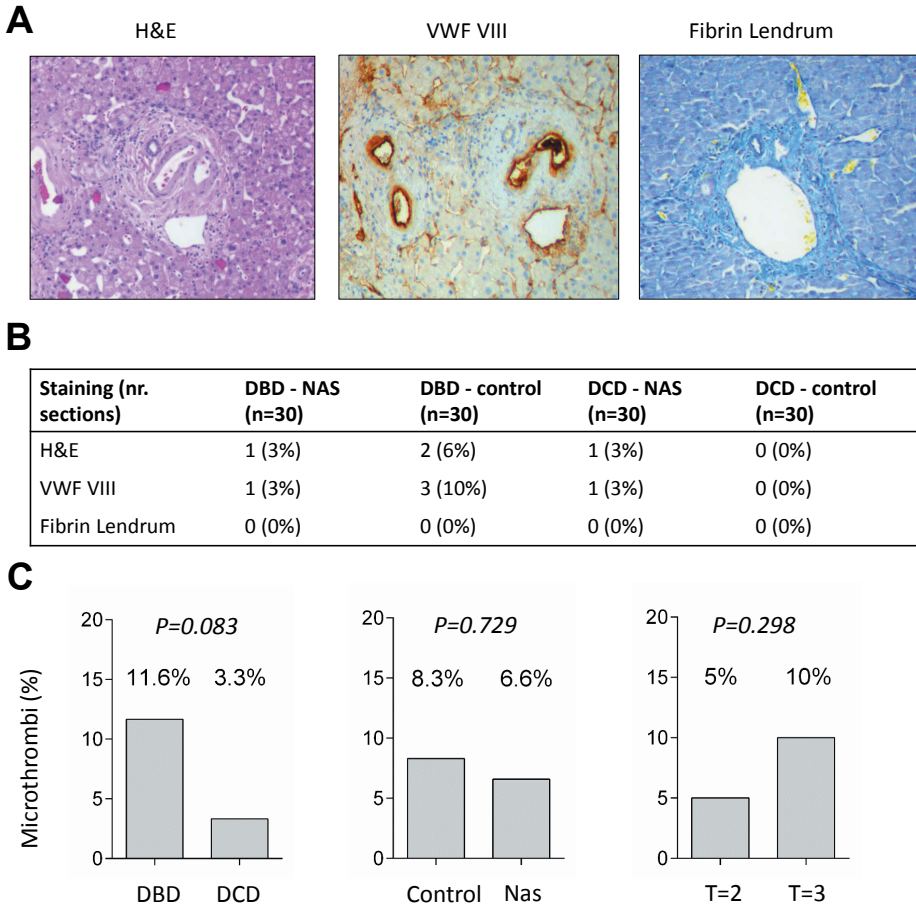 A
H&E
VWF VIII
Fibrin Lendrum
B
Staining (nr. sections)
DBD - NAS (n=30)
DBD - control (n=30)
DCD - NAS (n=30)
DCD - control (n=30)
H&E 1 (3%) 2 (6%) 1 (3%) 0 (0%)
VWF VIII 1 (3%) 3 (10%) 1 (3%) 0 (0%)
Fibrin Lendrum 0 (0%) 0 (0%) 0 (0%) 0 (0%)
C
Microthrombi (%)
20
15
10
5
0
P=0.083
11.6% 3.3%
DBD DCD
20
15
10
5
0
P=0.729
8.3% 6.6%
Control Nas
20
15
10
5
0
P=0.298
5% 10%
T=2 T=3